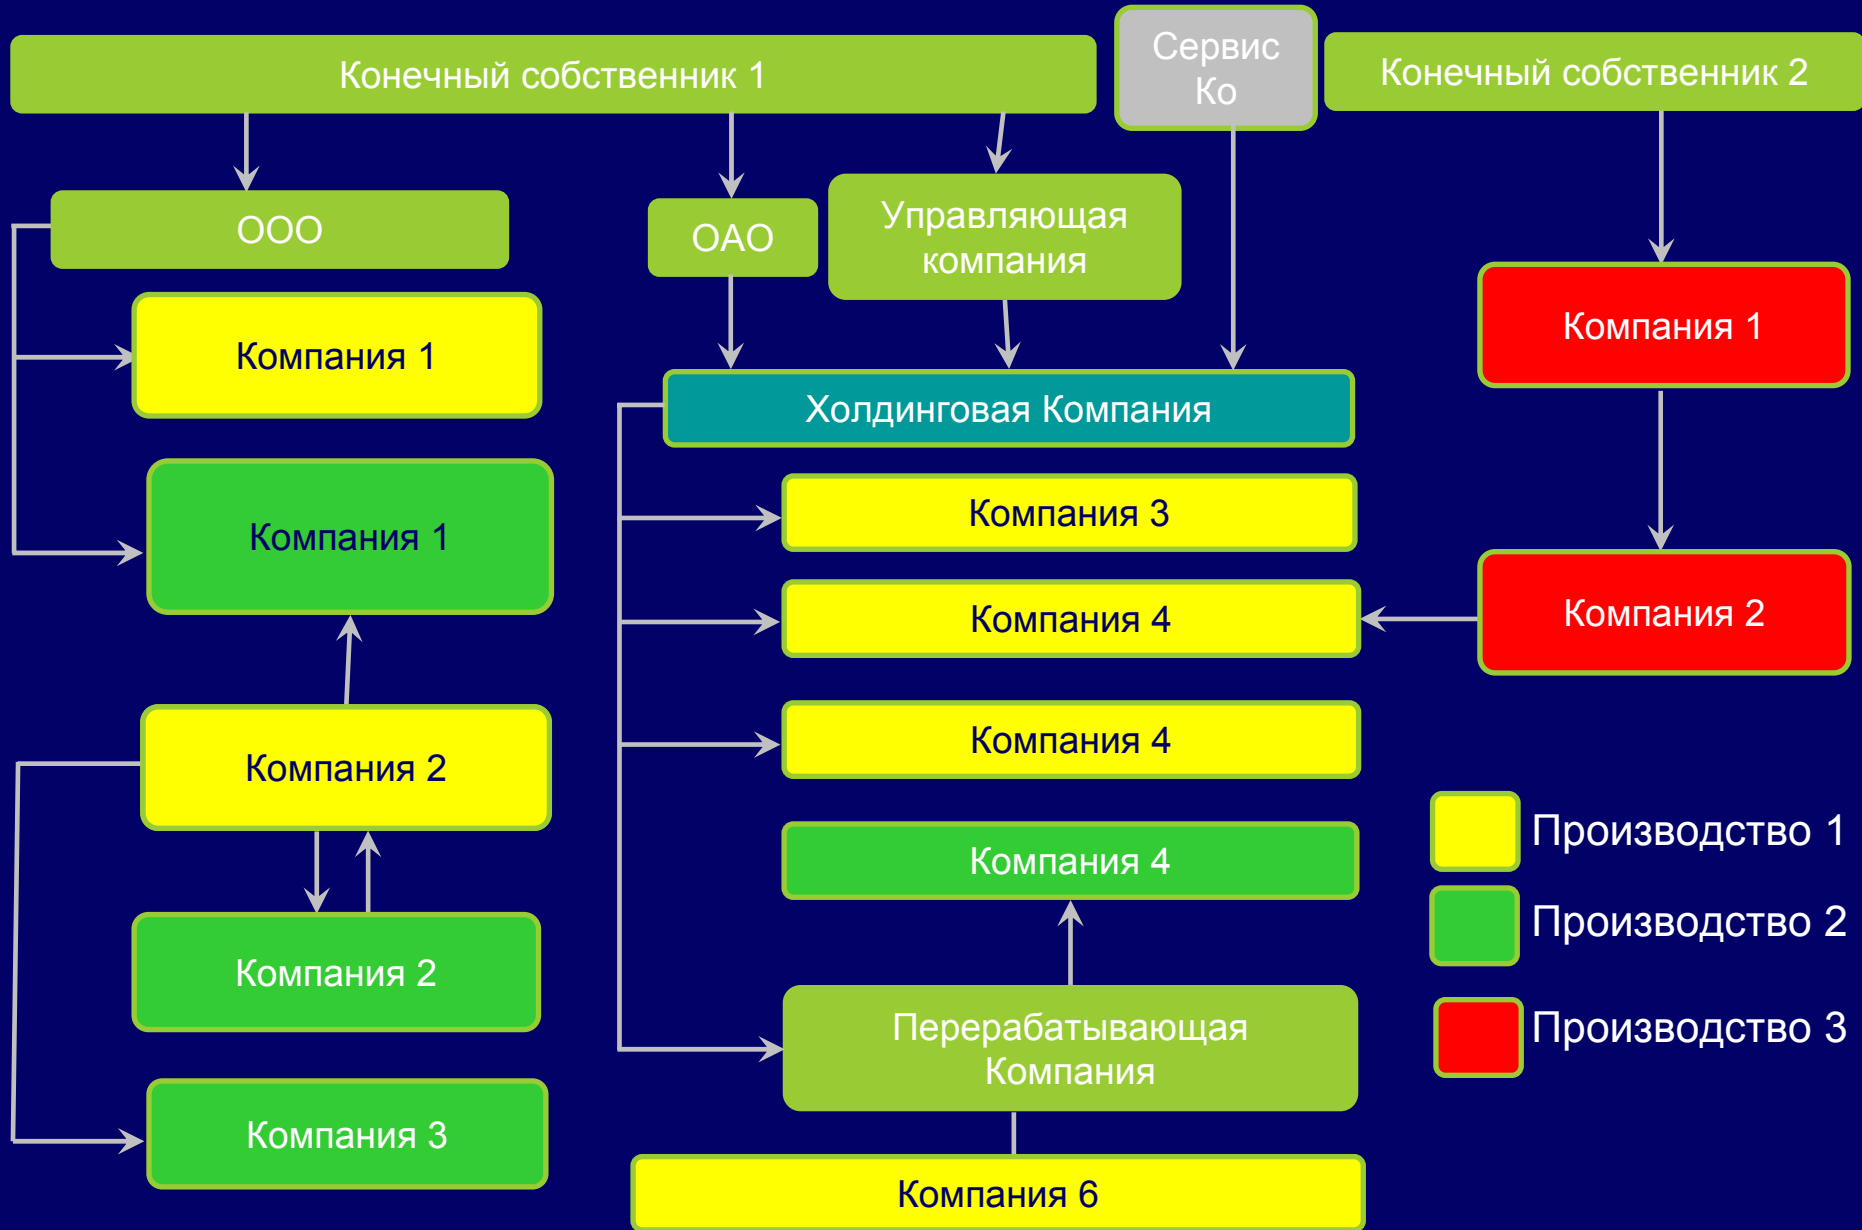 Конечный собственник 1
Сервис
Ко
Конечный собственник 2
ООО
ОАО
Управляющая
компания
Компания 1
Компания 1
Холдинговая Компания
Компания 1
Компания 3
Компания 4
Компания 2
Компания 2
Компания 4
Компания 4
Компания 2
Компания 3
Перерабатывающая
Компания
Компания 6
Производство 1
Производство 2
Производство 3